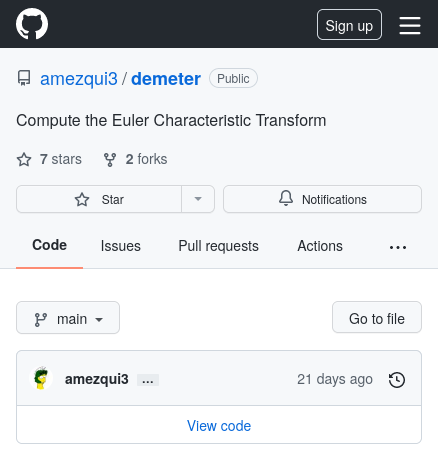 Sign up
amezqui3 / demeter Public
Compute the Euler Characteristic Transform
7 stars 2 forks
Star Notifications
Code Issues Pull requests Actions ...
main Go to file
amezqui3 ... 21 days ago
View code